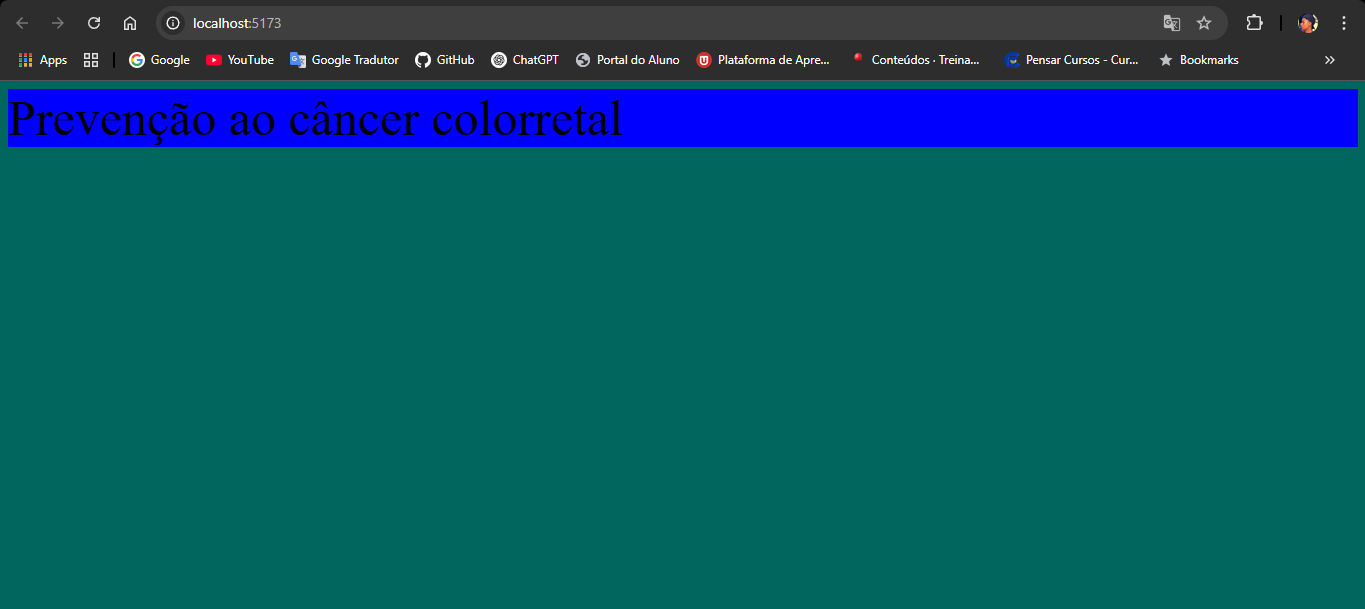 localhost:5173
Apps Google YouTube Google Tradutor GitHub ChatGPT Portal do Aluno Plataforma de Apre... Conteúdos · Treina... Pensar Cursos - Cur... Bookmarks
Prevenção ao câncer colorretal